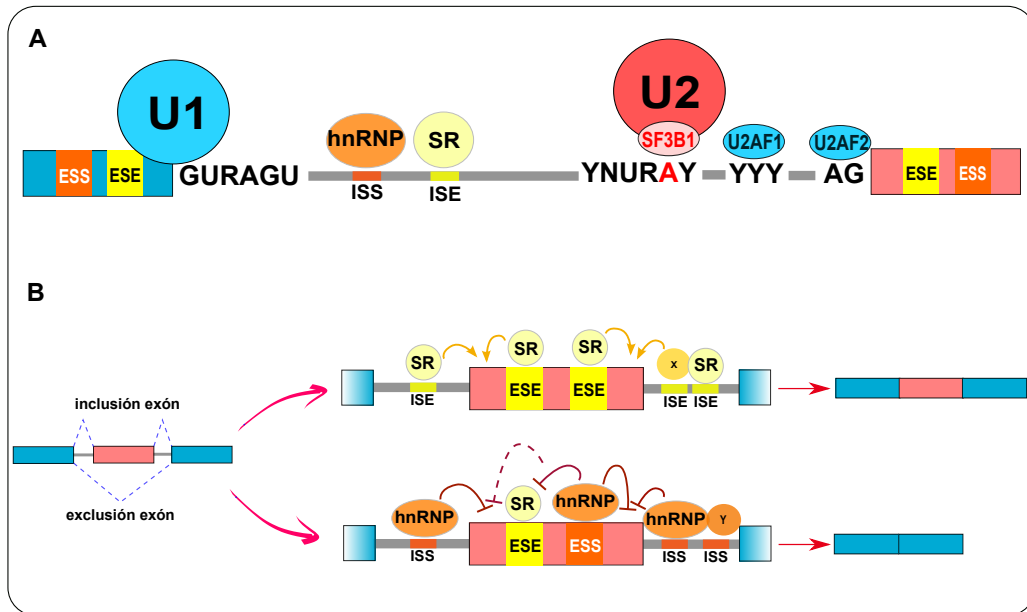 A
U1
U2
hnRNP
SR
SF3B1
U2AF1
U2AF2
ESS
ESE
GURAGU
YNURAY
YYY
AG
ESE
ESS
ISS
ISE
B
SR
SR
SR
x
SR
ESE
ESE
ISE
ISE
ISE
inclusión exón
exclusión exón
hnRNP
SR
hnRNP
hnRNP
Y
ESE
ESS
ISS
ISS
ISS